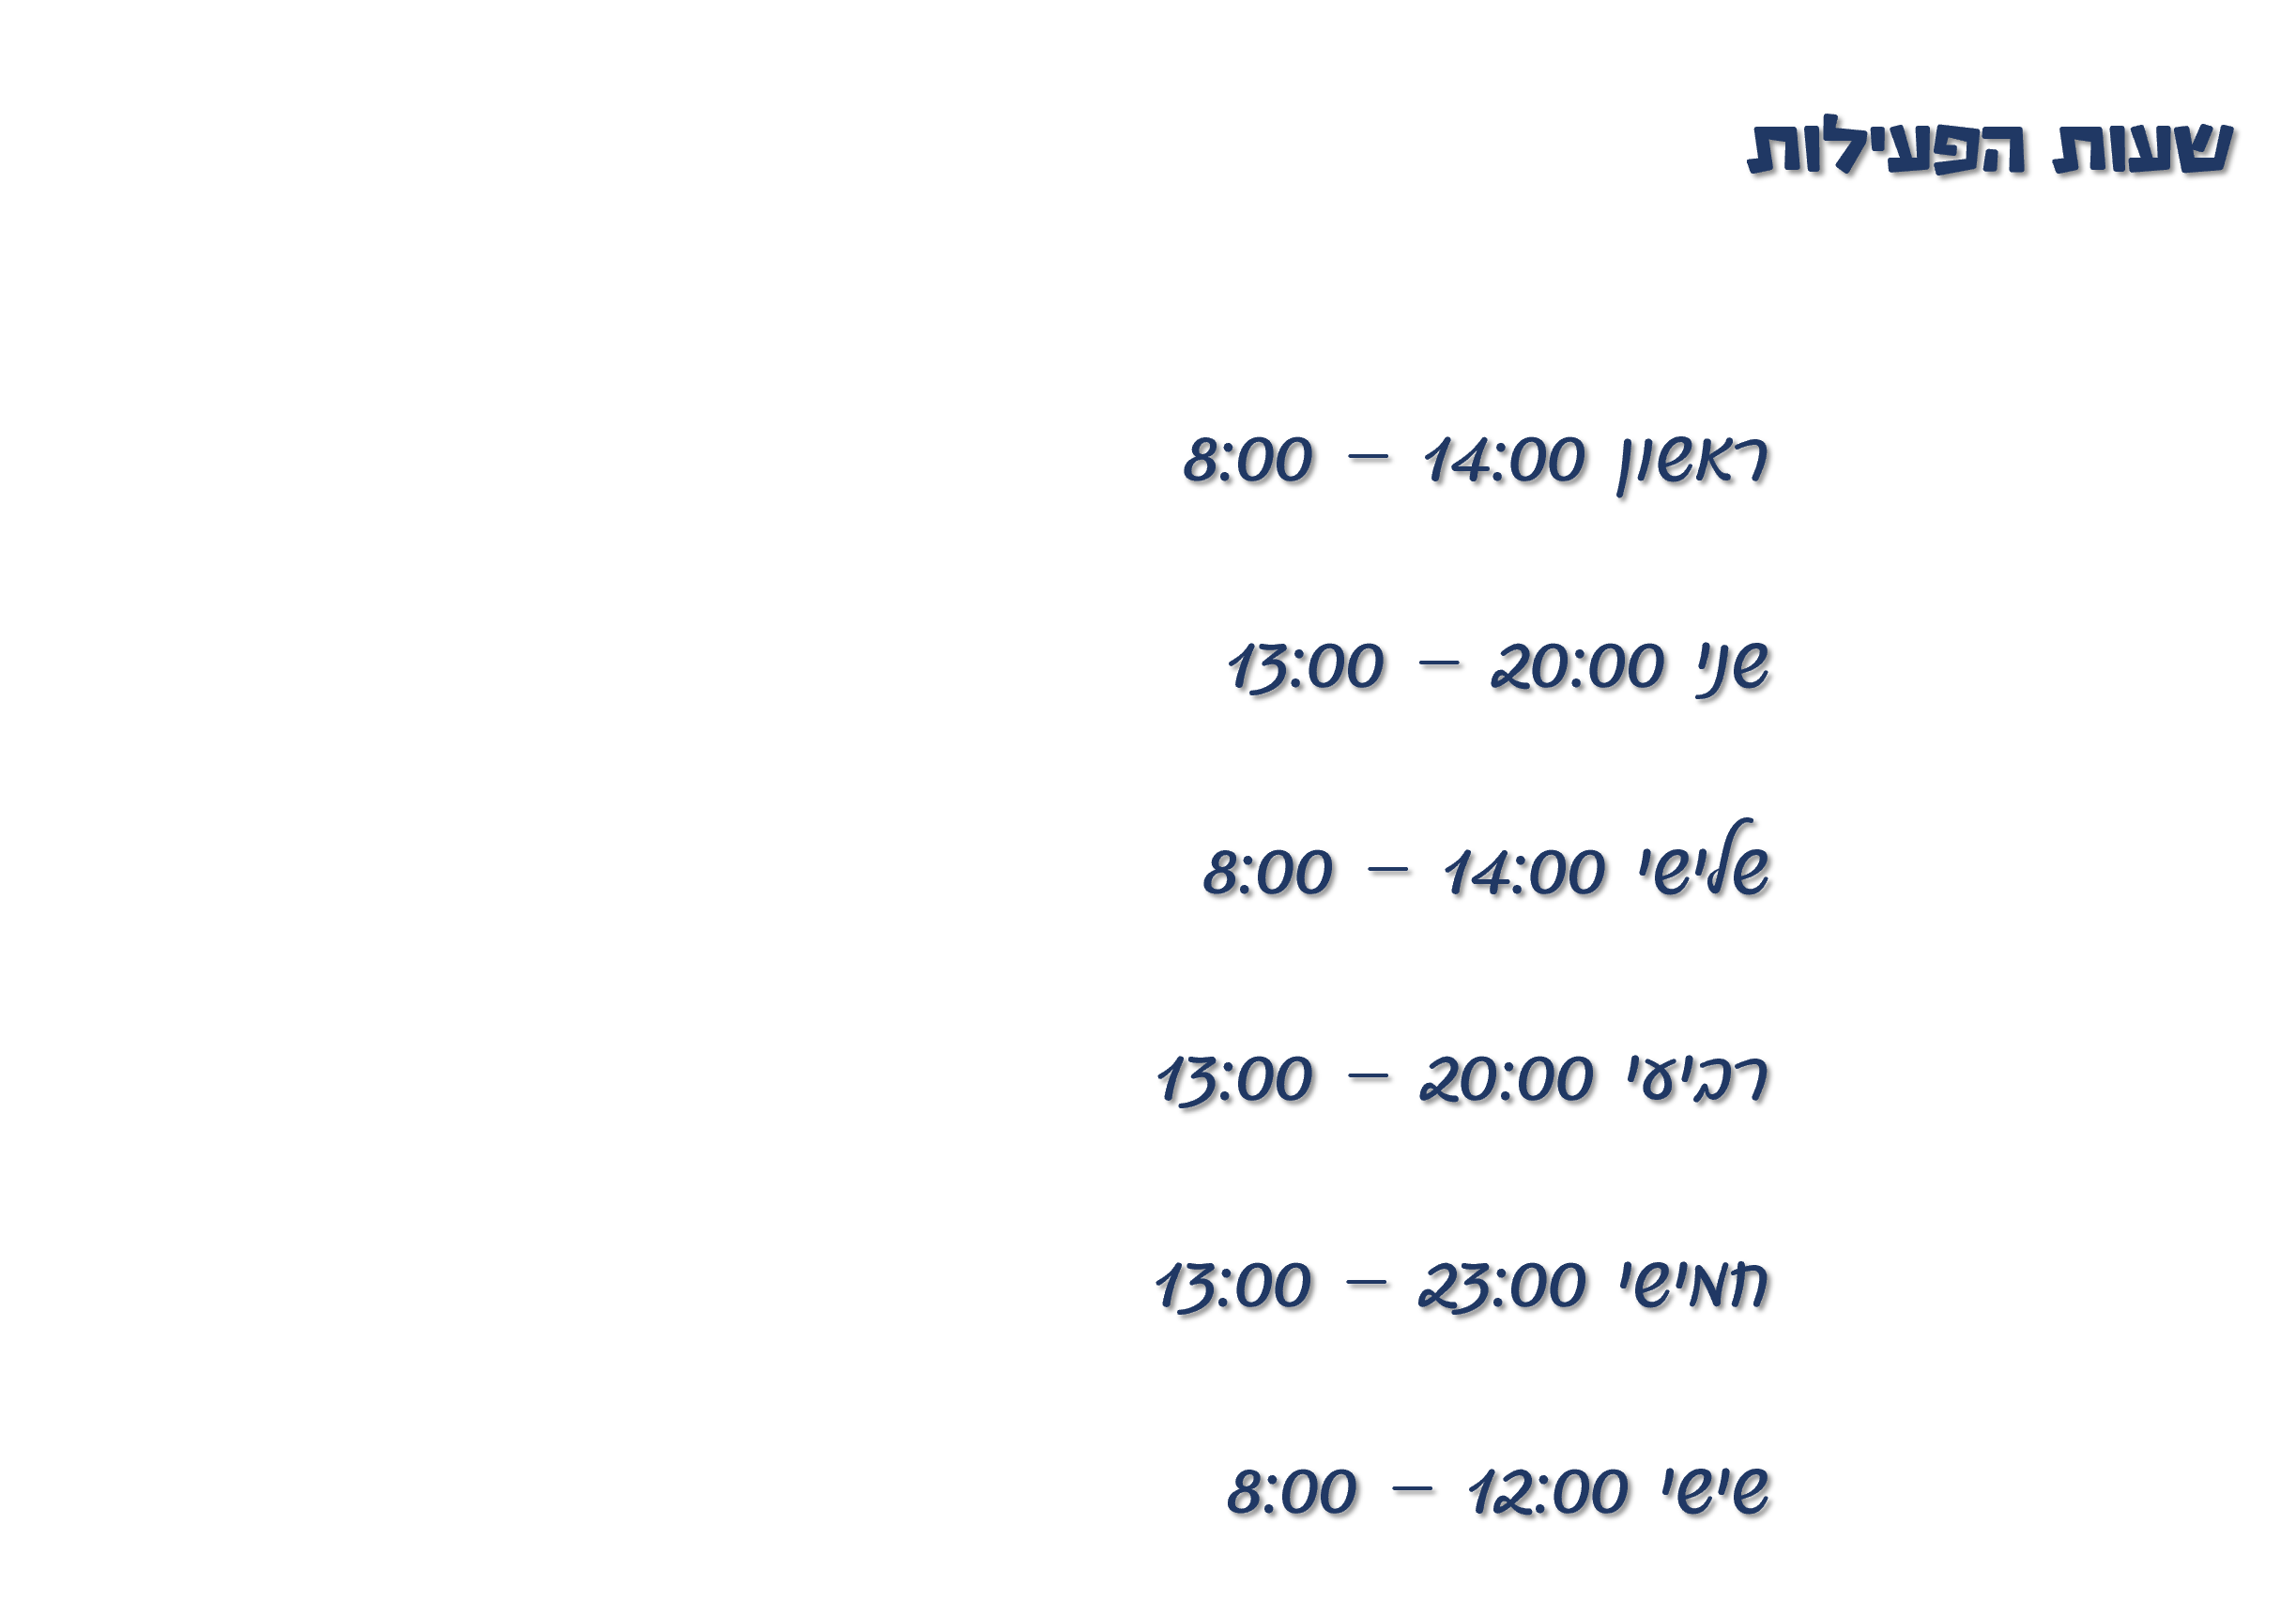 שעות הפעילות
ראשון 14:00 – 8:00
שני 20:00 – 13:00
שלישי 14:00 – 8:00
רביעי 20:00 – 13:00
חמישי 23:00 – 13:00
שישי 12:00 – 8:00